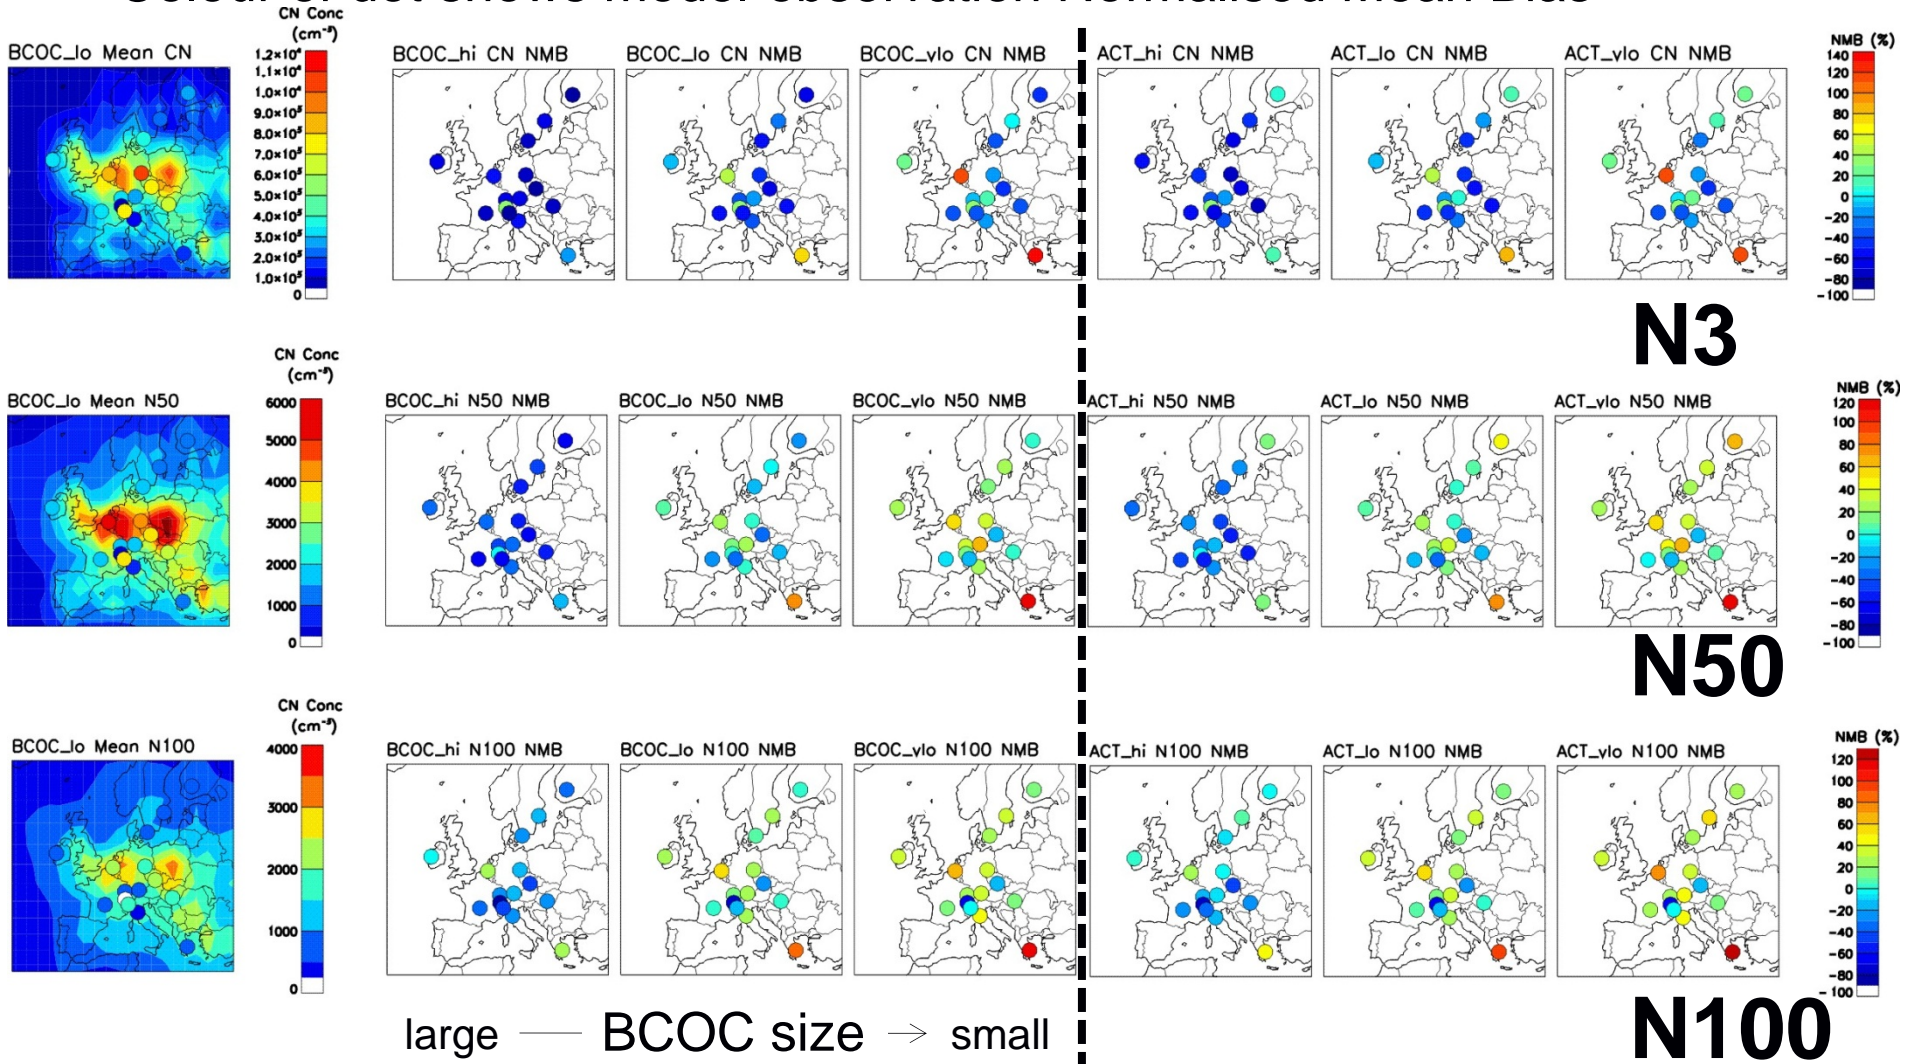 Colour of dot shows model observation Normalised Mean Bias
CN Conc
(cm⁻³)
BCOC_lo Mean CN
1.2×10⁴
1.1×10⁴
1.0×10⁴
9.0×10³
8.0×10³
7.0×10³
6.0×10³
5.0×10³
4.0×10³
3.0×10³
2.0×10³
1.0×10³
0
BCOC_hi CN NMB
BCOC_lo CN NMB
BCOC_vlo CN NMB
ACT_hi CN NMB
ACT_lo CN NMB
ACT_vlo CN NMB
NMB (%)
140
120
100
80
60
40
20
0
-20
-40
-60
-80
-100
N3
CN Conc
(cm⁻³)
BCOC_lo Mean N50
6000
5000
4000
3000
2000
1000
0
BCOC_hi N50 NMB
BCOC_lo N50 NMB
BCOC_vlo N50 NMB
ACT_hi N50 NMB
ACT_lo N50 NMB
ACT_vlo N50 NMB
NMB (%)
120
100
80
60
40
20
0
-20
-40
-60
-80
-100
N50
CN Conc
(cm⁻³)
BCOC_lo Mean N100
4000
3000
2000
1000
0
BCOC_hi N100 NMB
BCOC_lo N100 NMB
BCOC_vlo N100 NMB
ACT_hi N100 NMB
ACT_lo N100 NMB
ACT_vlo N100 NMB
NMB (%)
120
100
80
60
40
20
0
-20
-40
-60
-80
-100
large — BCOC size → small
N100